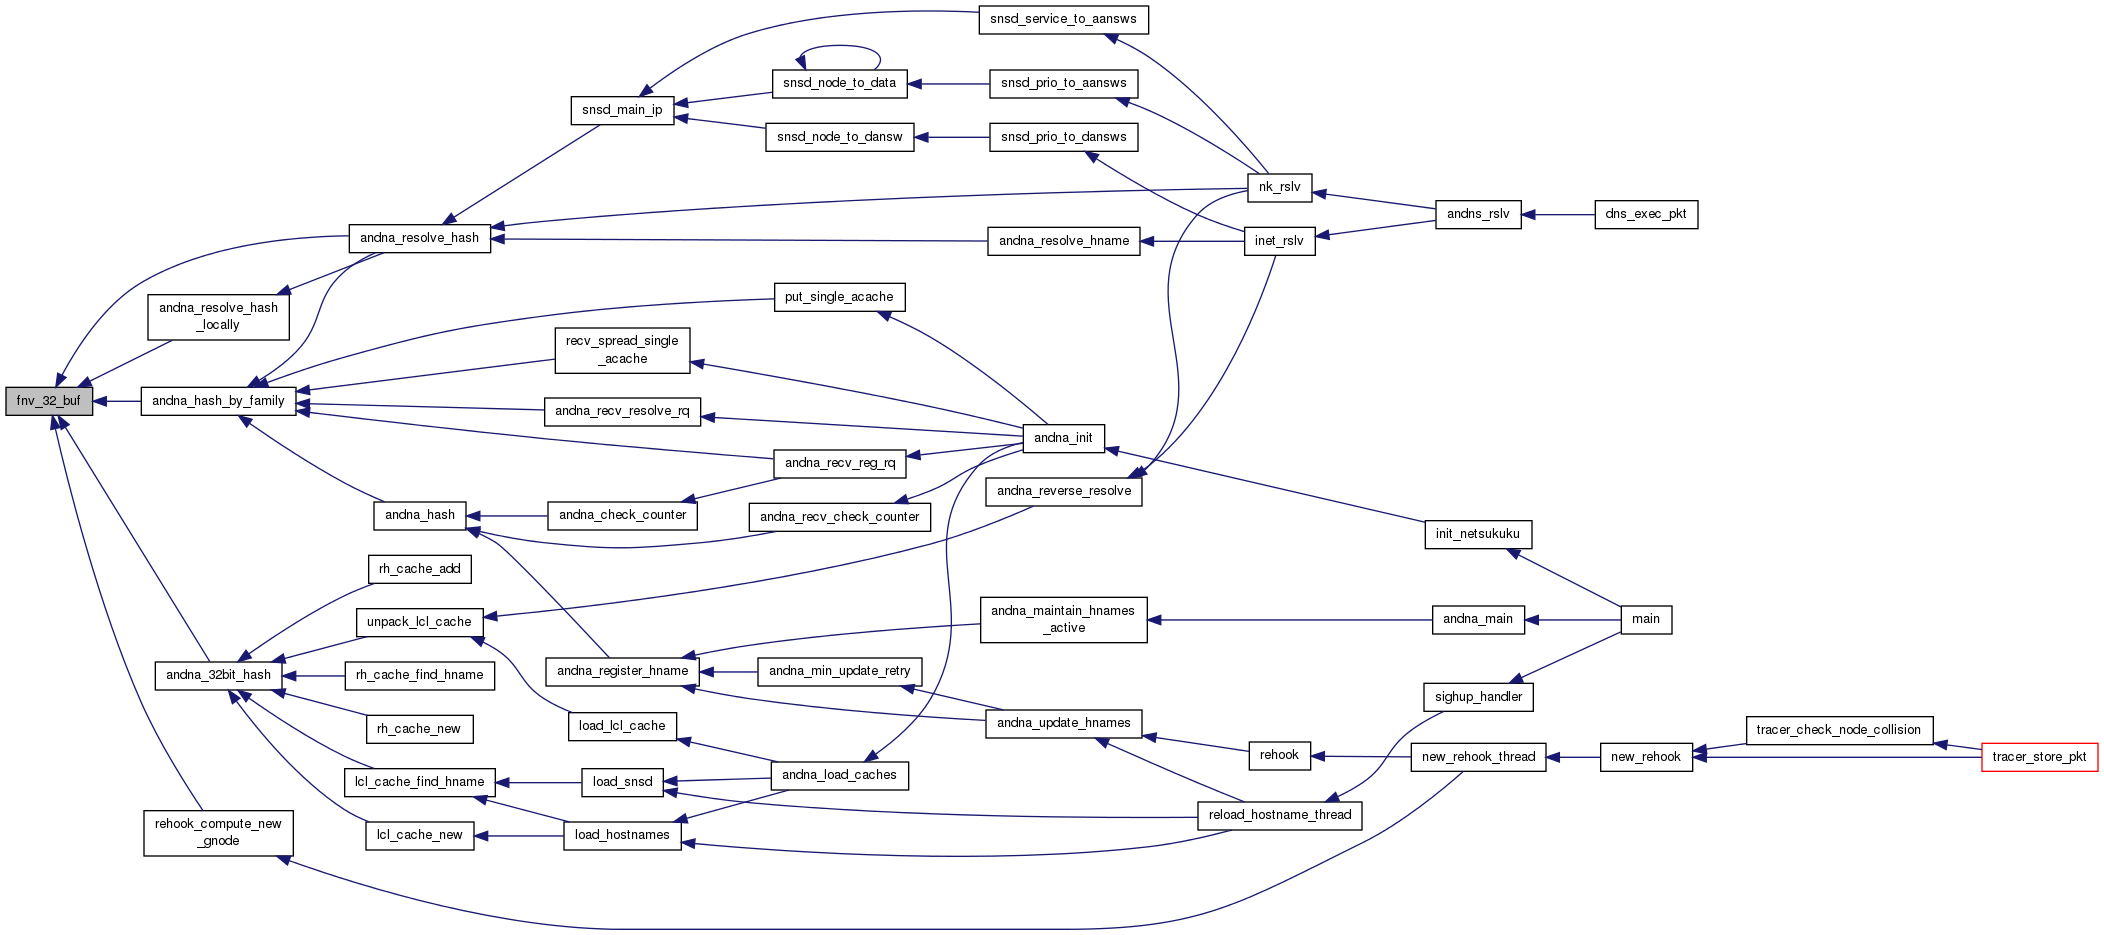 snsd_service_to_aansws
snsd_node_to_data
snsd_prio_to_aansws
snsd_main_ip
snsd_node_to_dansw
snsd_prio_to_dansws
nk_rslv
andns_rslv
dns_exec_pkt
andna_resolve_hash
andna_resolve_hname
inet_rslv
andna_resolve_hash
_locally
put_single_acache
recv_spread_single
_acache
fnv_32_buf
andna_hash_by_family
andna_recv_resolve_rq
andna_init
andna_recv_reg_rq
andna_reverse_resolve
andna_hash
andna_check_counter
andna_recv_check_counter
init_netsukuku
rh_cache_add
unpack_lcl_cache
andna_maintain_hnames
_active
andna_main
main
andna_32bit_hash
rh_cache_find_hname
andna_register_hname
andna_min_update_retry
sighup_handler
rh_cache_new
load_lcl_cache
andna_update_hnames
tracer_check_node_collision
rehook
new_rehook_thread
new_rehook
tracer_store_pkt
lcl_cache_find_hname
load_snsd
andna_load_caches
reload_hostname_thread
rehook_compute_new
_gnode
lcl_cache_new
load_hostnames